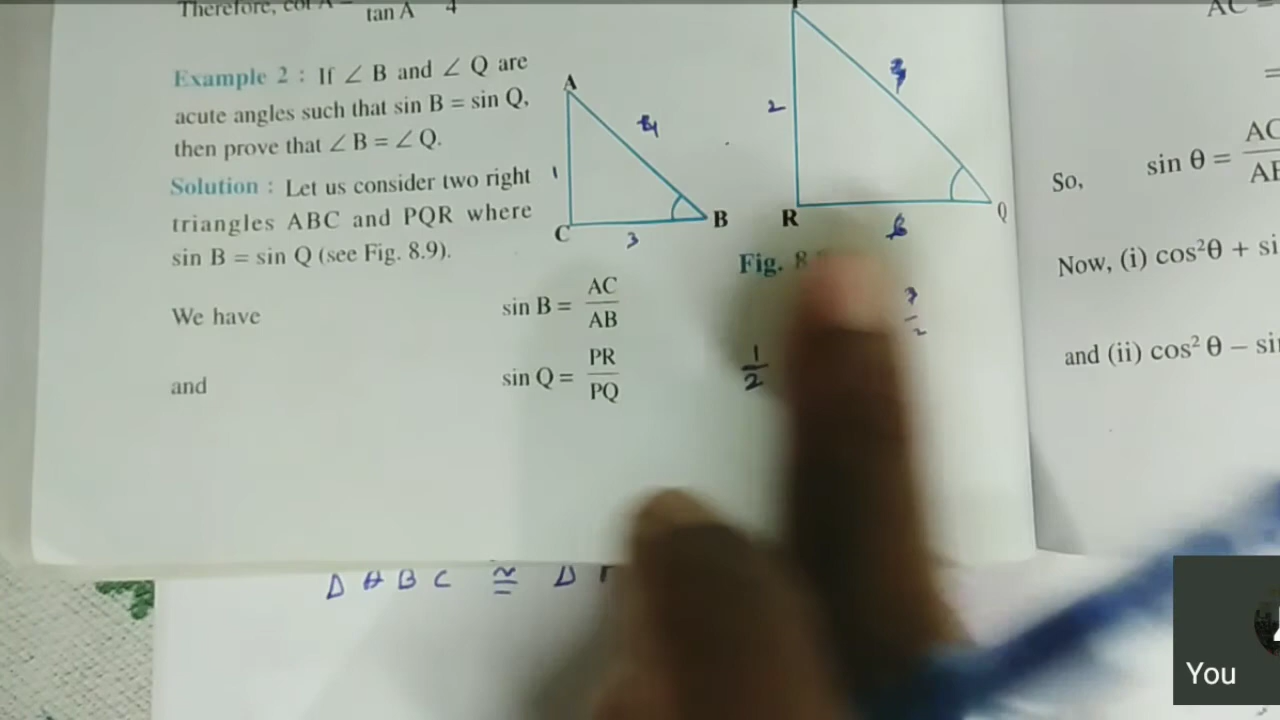 Therefore,
tan A 4
Example 2 : If ∠ B and ∠ Q are
acute angles such that sin B = sin Q,
then prove that ∠ B = ∠ Q.
Solution : Let us consider two right
triangles ABC and PQR where
sin B = sin Q (see Fig. 8.9).
We have sin B = AC/AB
and sin Q = PR/PQ
A
1
C
3
B
2
R
Q
Fig. 8
1/2
Δ A B C ≅ Δ
AC =
So, sin θ = AC
Now, (i) cos²θ + si
and (ii) cos² θ – si
You